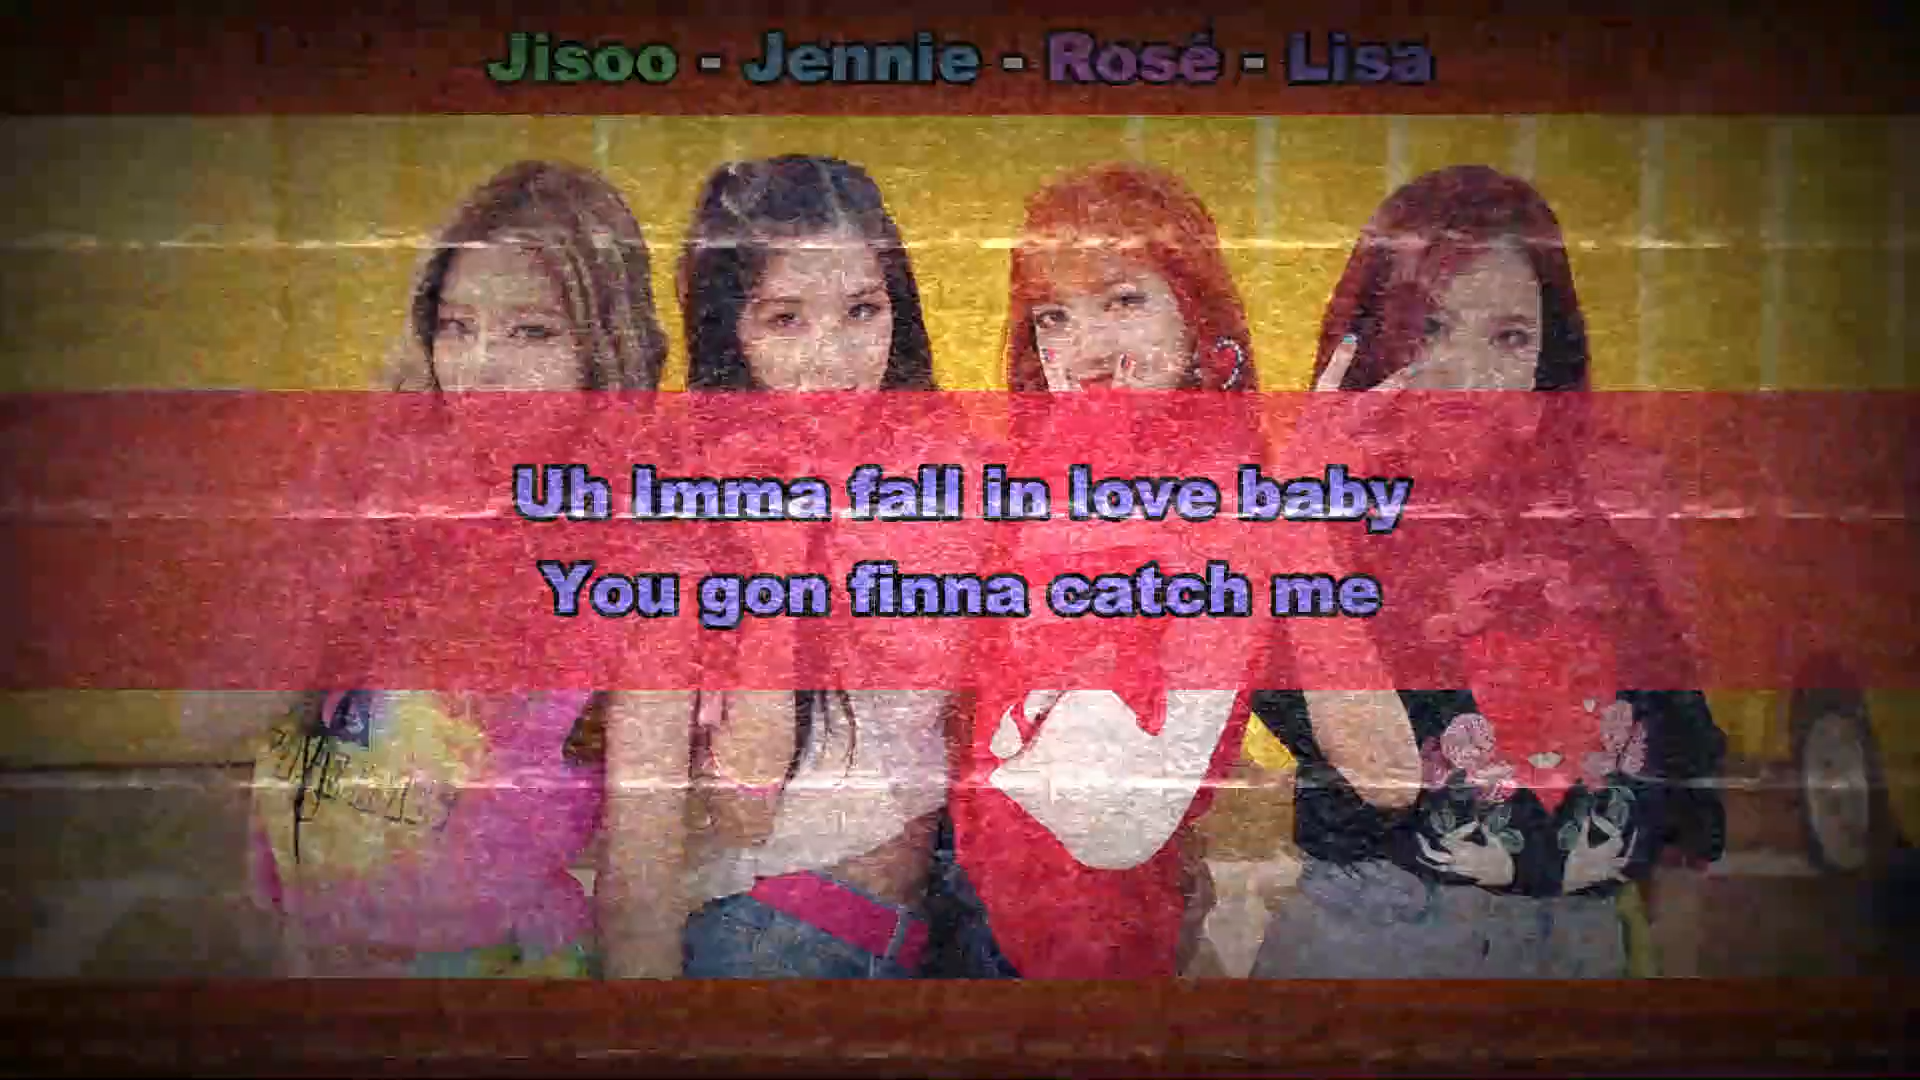 Jisoo - Jennie - Rosé - Lisa
Uh Imma fall in love baby
You gon finna catch me